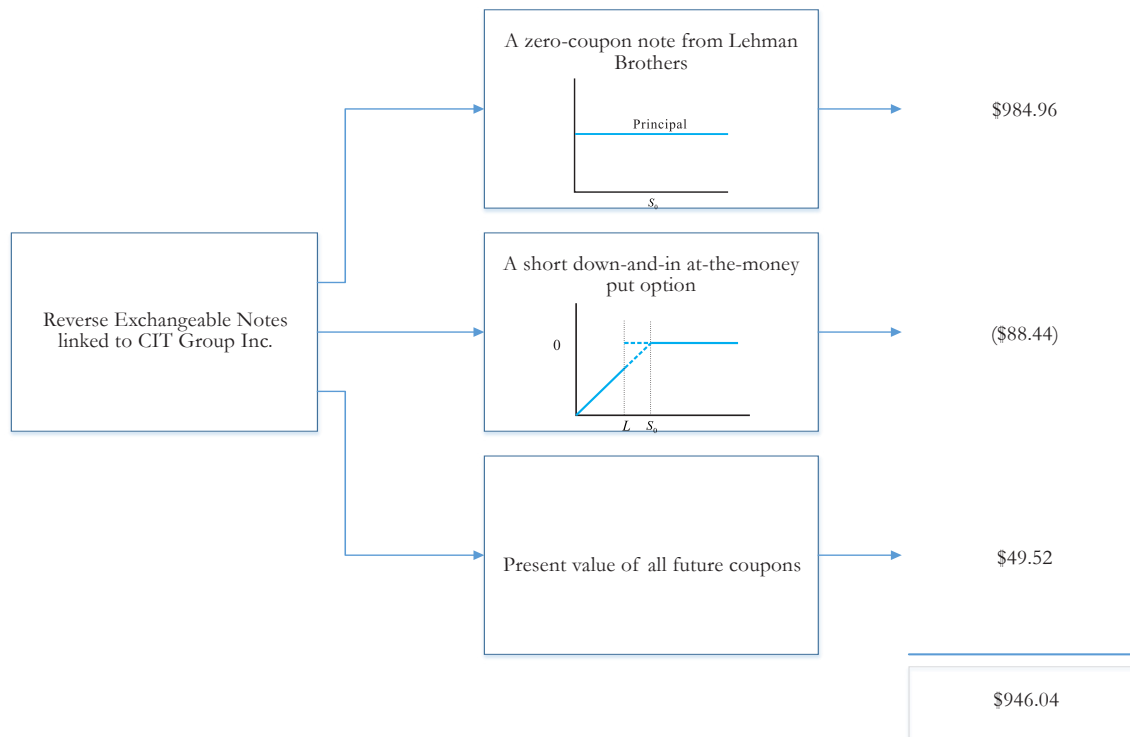 A zero-coupon note from Lehman
Brothers
Principal
S₀
$984.96
Reverse Exchangeable Notes
linked to CIT Group Inc.
A short down-and-in at-the-money
put option
0
L S₀
($88.44)
Present value of all future coupons
$49.52
$946.04